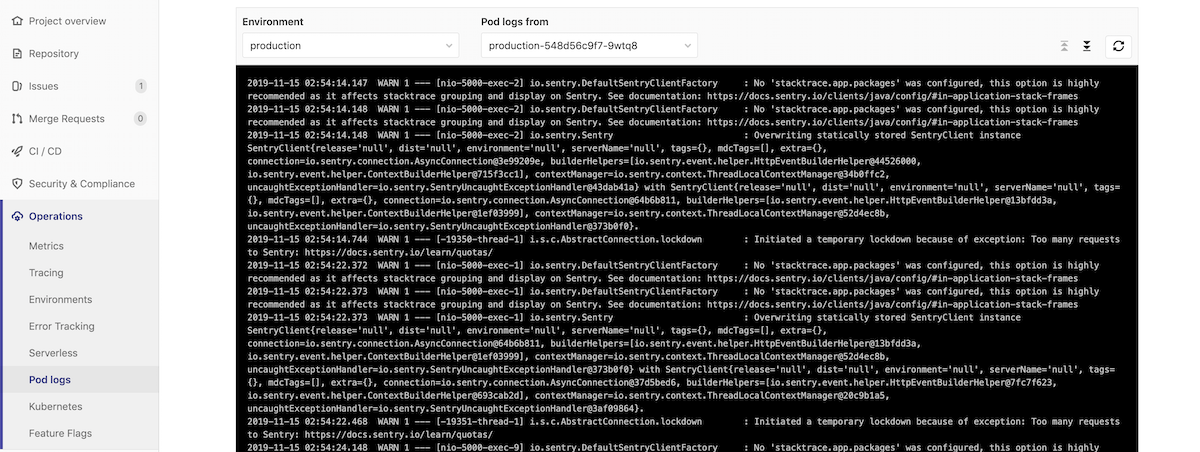 Project overview
Repository
Issues 1
Merge Requests 0
CI / CD
Security & Compliance
Operations
Metrics
Tracing
Environments
Error Tracking
Serverless
Pod logs
Kubernetes
Feature Flags
Environment
production
Pod logs from
production-548d56c9f7-9wtq8
2019-11-15 02:54:14.147  WARN 1 --- [nio-5000-exec-2] io.sentry.DefaultSentryClientFactory     : No 'stacktrace.app.packages' was configured, this option is highly
recommended as it affects stacktrace grouping and display on Sentry. See documentation: https://docs.sentry.io/clients/java/config/#in-application-stack-frames
2019-11-15 02:54:14.148  WARN 1 --- [nio-5000-exec-2] io.sentry.DefaultSentryClientFactory     : No 'stacktrace.app.packages' was configured, this option is highly
recommended as it affects stacktrace grouping and display on Sentry. See documentation: https://docs.sentry.io/clients/java/config/#in-application-stack-frames
2019-11-15 02:54:14.148  WARN 1 --- [nio-5000-exec-2] io.sentry.Sentry                         : Overwriting statically stored SentryClient instance
SentryClient{release='null', dist='null', environment='null', serverName='null', tags={}, mdcTags=[], extra={},
connection=io.sentry.connection.AsyncConnection@3e99209e, builderHelpers=[io.sentry.event.helper.HttpEventBuilderHelper@44526000,
io.sentry.event.helper.ContextBuilderHelper@715f3cc1], contextManager=io.sentry.context.ThreadLocalContextManager@34b0ffc2,
uncaughtExceptionHandler=io.sentry.SentryUncaughtExceptionHandler@43dab41a} with SentryClient{release='null', dist='null', environment='null', serverName='null', tags=
{}, mdcTags=[], extra={}, connection=io.sentry.connection.AsyncConnection@64b6b811, builderHelpers=[io.sentry.event.helper.HttpEventBuilderHelper@13bfdd3a,
io.sentry.event.helper.ContextBuilderHelper@1ef03999], contextManager=io.sentry.context.ThreadLocalContextManager@52d4ec8b,
uncaughtExceptionHandler=io.sentry.SentryUncaughtExceptionHandler@373b0f0}.
2019-11-15 02:54:14.744  WARN 1 --- [-19350-thread-1] i.s.c.AbstractConnection.lockdown        : Initiated a temporary lockdown because of exception: Too many requests
to Sentry: https://docs.sentry.io/learn/quotas/
2019-11-15 02:54:22.372  WARN 1 --- [nio-5000-exec-1] io.sentry.DefaultSentryClientFactory     : No 'stacktrace.app.packages' was configured, this option is highly
recommended as it affects stacktrace grouping and display on Sentry. See documentation: https://docs.sentry.io/clients/java/config/#in-application-stack-frames
2019-11-15 02:54:22.373  WARN 1 --- [nio-5000-exec-1] io.sentry.DefaultSentryClientFactory     : No 'stacktrace.app.packages' was configured, this option is highly
recommended as it affects stacktrace grouping and display on Sentry. See documentation: https://docs.sentry.io/clients/java/config/#in-application-stack-frames
2019-11-15 02:54:22.373  WARN 1 --- [nio-5000-exec-1] io.sentry.Sentry                         : Overwriting statically stored SentryClient instance
SentryClient{release='null', dist='null', environment='null', serverName='null', tags={}, mdcTags=[], extra={},
connection=io.sentry.connection.AsyncConnection@64b6b811, builderHelpers=[io.sentry.event.helper.HttpEventBuilderHelper@13bfdd3a,
io.sentry.event.helper.ContextBuilderHelper@1ef03999], contextManager=io.sentry.context.ThreadLocalContextManager@52d4ec8b,
uncaughtExceptionHandler=io.sentry.SentryUncaughtExceptionHandler@373b0f0} with SentryClient{release='null', dist='null', environment='null', serverName='null', tags=
{}, mdcTags=[], extra={}, connection=io.sentry.connection.AsyncConnection@37d5bed6, builderHelpers=[io.sentry.event.helper.HttpEventBuilderHelper@7fc7f623,
io.sentry.event.helper.ContextBuilderHelper@693cab2d], contextManager=io.sentry.context.ThreadLocalContextManager@20c9b1a5,
uncaughtExceptionHandler=io.sentry.SentryUncaughtExceptionHandler@3af09864}.
2019-11-15 02:54:22.468  WARN 1 --- [-19351-thread-1] i.s.c.AbstractConnection.lockdown        : Initiated a temporary lockdown because of exception: Too many requests
to Sentry: https://docs.sentry.io/learn/quotas/
2019-11-15 02:54:24.148  WARN 1 --- [nio-5000-exec-9] io.sentry.DefaultSentryClientFactory     : No 'stacktrace.app.packages' was configured, this option is highly